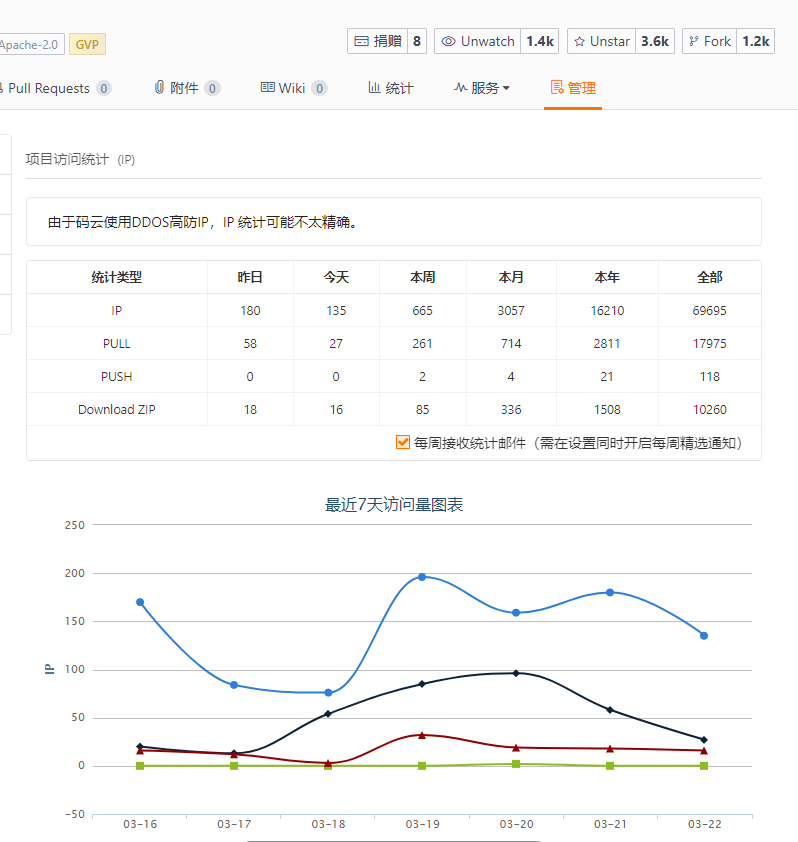 Apache-2.0 GVP
捐赠 8 Unwatch 1.4k Unstar 3.6k Fork 1.2k
Pull Requests 0 附件 0 Wiki 0 统计 服务 管理
项目访问统计 (IP)
由于码云使用DDOS高防IP，IP 统计可能不太精确。
统计类型 昨日 今天 本周 本月 本年 全部
IP 180 135 665 3057 16210 69695
PULL 58 27 261 714 2811 17975
PUSH 0 0 2 4 21 118
Download ZIP 18 16 85 336 1508 10260
每周接收统计邮件（需在设置同时开启每周精选通知）
最近7天访问量图表
250
200
150
IP
100
50
0
-50
03-16 03-17 03-18 03-19 03-20 03-21 03-22